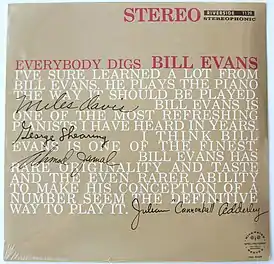 STEREO
RIVERSIDE 1129
STEREOPHONIC
EVERYBODY DIGS BILL EVANS
I'VE SURE LEARNED A LOT FROM
BILL EVANS. HE PLAYS THE PIANO
THE WAY IT SHOULD BE PLAYED.
Miles Davis
BILL EVANS IS
ONE OF THE MOST REFRESHING
PIANISTS I HAVE HEARD IN YEARS.
George Shearing
I THINK BILL
EVANS IS ONE OF THE FINEST.
Ahmad Jamal
BILL EVANS HAS
RARE ORIGINALITY AND TASTE
AND THE EVEN RARER ABILITY
TO MAKE HIS CONCEPTION OF A
NUMBER SEEM THE DEFINITIVE
WAY TO PLAY IT.
Julian Cannonball Adderley